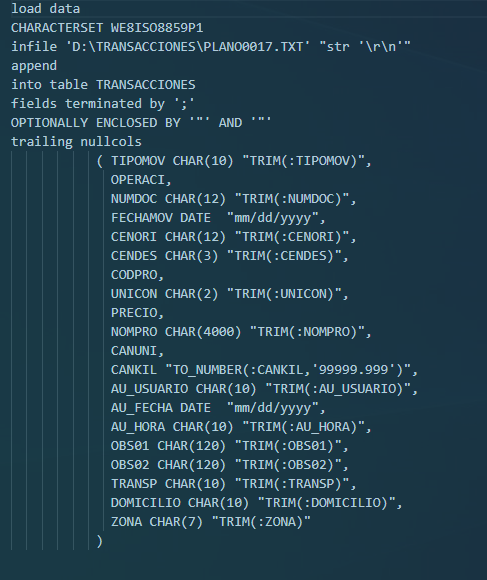 load data
CHARACTERSET WE8ISO8859P1
infile 'D:\TRANSACCIONES\PLANO0017.TXT' "str '\r\n'"
append
into table TRANSACCIONES
fields terminated by ';'
OPTIONALLY ENCLOSED BY '"' AND '"'
trailing nullcols
( TIPOMOV CHAR(10) "TRIM(:TIPOMOV)",
OPERACI,
NUMDOC CHAR(12) "TRIM(:NUMDOC)",
FECHAMOV DATE  "mm/dd/yyyy",
CENORI CHAR(12) "TRIM(:CENORI)",
CENDES CHAR(3) "TRIM(:CENDES)",
CODPRO,
UNICON CHAR(2) "TRIM(:UNICON)",
PRECIO,
NOMPRO CHAR(4000) "TRIM(:NOMPRO)",
CANUNI,
CANKIL "TO_NUMBER(:CANKIL,'99999.999')",
AU_USUARIO CHAR(10) "TRIM(:AU_USUARIO)",
AU_FECHA DATE  "mm/dd/yyyy",
AU_HORA CHAR(10) "TRIM(:AU_HORA)",
OBS01 CHAR(120) "TRIM(:OBS01)",
OBS02 CHAR(120) "TRIM(:OBS02)",
TRANSP CHAR(10) "TRIM(:TRANSP)",
DOMICILIO CHAR(10) "TRIM(:DOMICILIO)",
ZONA CHAR(7) "TRIM(:ZONA)"
)